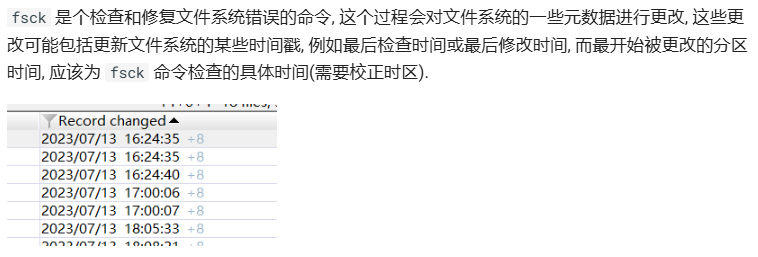 fsck 是个检查和修复文件系统错误的命令, 这个过程会对文件系统的一些元数据进行更改, 这些更
改可能包括更新文件系统的某些时间戳, 例如最后检查时间或最后修改时间, 而最开始被更改的分区
时间, 应该为 fsck 命令检查的具体时间(需要校正时区).
Record changed
2023/07/13 16:24:35 +8
2023/07/13 16:24:35 +8
2023/07/13 16:24:40 +8
2023/07/13 17:00:06 +8
2023/07/13 17:00:07 +8
2023/07/13 18:05:33 +8